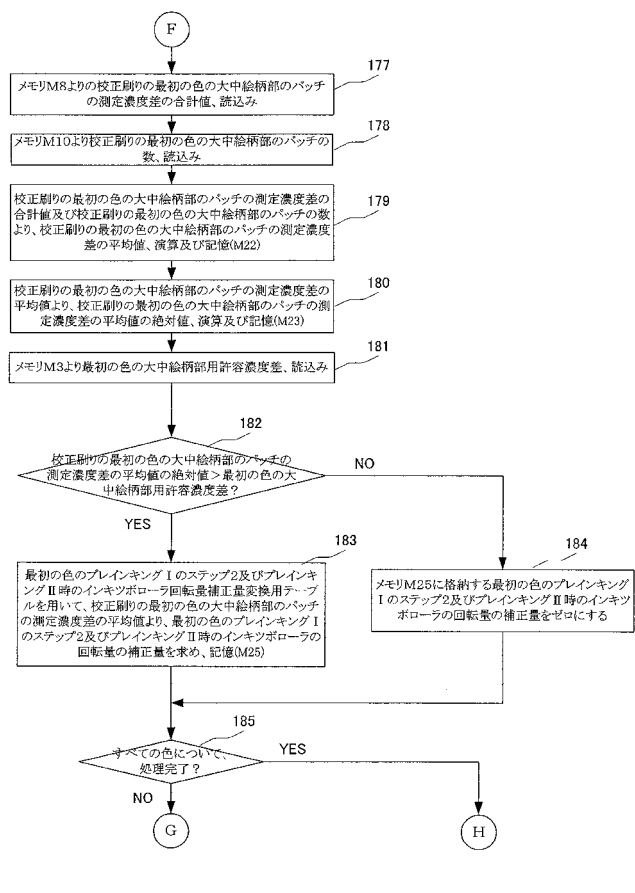 F
177
メモリM8よりの校正刷りの最初の色の大中絵柄部のパッチ
の測定濃度差の合計値、読込み
178
メモリM10より校正刷りの最初の色の大中絵柄部のパッチの
数、読込み
179
校正刷りの最初の色の大中絵柄部のパッチの測定濃度差の
合計値及び校正刷りの最初の色の大中絵柄部のパッチの数
より、校正刷りの最初の色の大中絵柄部のパッチの測定濃度
差の平均値、演算及び記憶(M22)
180
校正刷りの最初の色の大中絵柄部のパッチの測定濃度差の
平均値より、校正刷りの最初の色の大中絵柄部のパッチの測
定濃度差の平均値の絶対値、演算及び記憶(M23)
181
メモリM3より最初の色の大中絵柄部用許容濃度差、読込み
182
校正刷りの最初の色の大中絵柄部のパッチの
測定濃度差の平均値の絶対値>最初の色の大
中絵柄部用許容濃度差?
NO
YES
183
最初の色のプレインキングⅠのステップ2及びプレインキ
ングⅡ時のインキツボローラ回転量補正量変換用テーブ
ルを用いて、校正刷りの最初の色の大中絵柄部のパッチ
の測定濃度差の平均値より、最初の色のプレインキングⅠ
のステップ2及びプレインキングⅡ時のインキツボローラの
回転量の補正量を求め、記憶(M25)
184
メモリM25に格納する最初の色のプレインキング
Ⅰのステップ2及びプレインキングⅡ時のインキツ
ボローラの回転量の補正量をゼロにする
185
すべての色について、
処理完了?
YES
NO
G
H